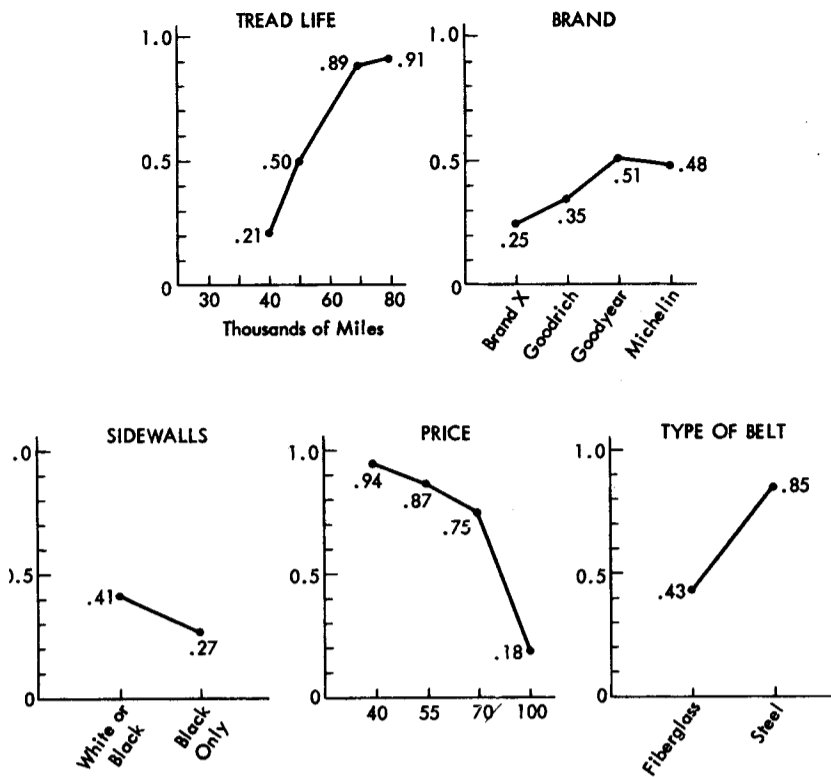 TREAD LIFE
1.0
.89
.91
.50
0.5
.21
0
30 40 60 80
Thousands of Miles
BRAND
1.0
0.5
.51
.48
.35
.25
0
Brand X
Goodrich
Goodyear
Michelin
SIDEWALLS
.0
0.5
.41
.27
0
White or
Black
Black
Only
PRICE
1.0
.94
.87
.75
0.5
.18
0
40 55 70 100
TYPE OF BELT
1.0
.85
0.5
.43
0
Fiberglass
Steel